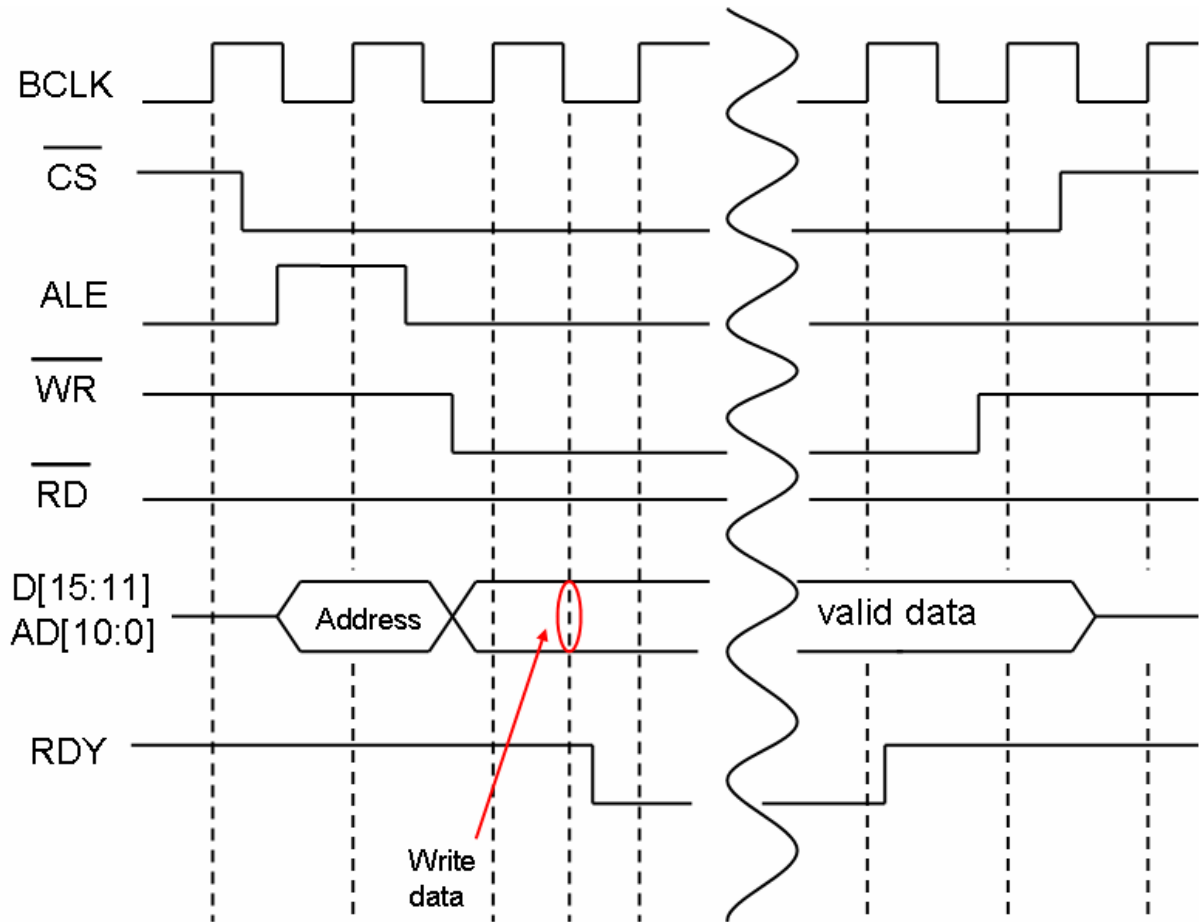 BCLK
CS
ALE
WR
RD
D[15:11]
AD[10:0]
Address
valid data
RDY
Write
data